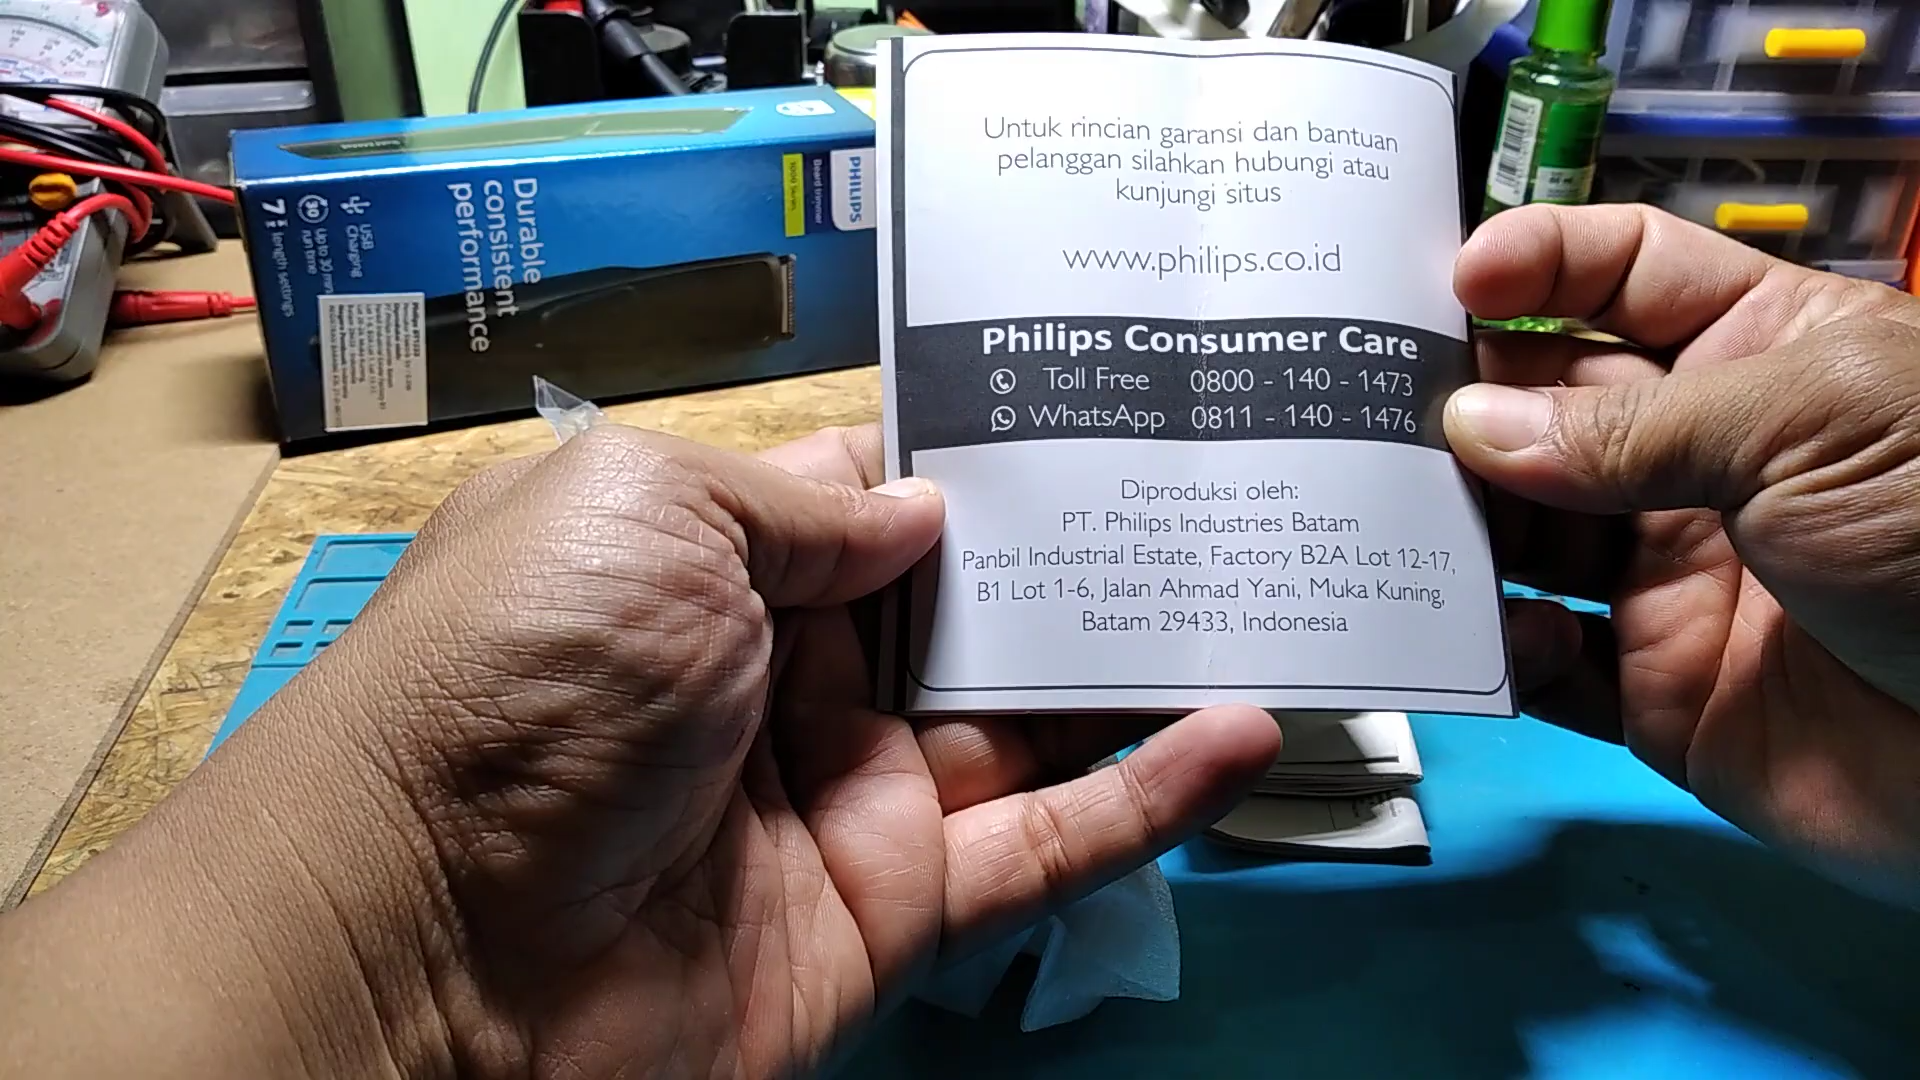 Untuk rincian garansi dan bantuan
pelanggan silahkan hubungi atau
kunjungi situs
www.philips.co.id
Philips Consumer Care
Toll Free 0800 - 140 - 1473
WhatsApp 0811 - 140 - 1476
Diproduksi oleh:
PT. Philips Industries Batam
Panbil Industrial Estate, Factory B2A Lot 12-17,
B1 Lot 1-6, Jalan Ahmad Yani, Muka Kuning,
Batam 29433, Indonesia
PHILIPS
Beard trimmer
1000 Series
Durable
consistent
performance
USB
Charging
30
Up to 30 min
run time
7 length settings